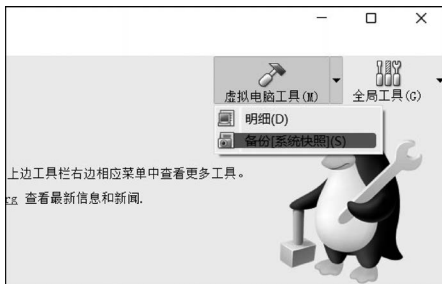 虚拟电脑工具(M)
全局工具(G)
明细(D)
备份[系统快照](S)
上边工具栏右边相应菜单中查看更多工具。
rg 查看最新信息和新闻.